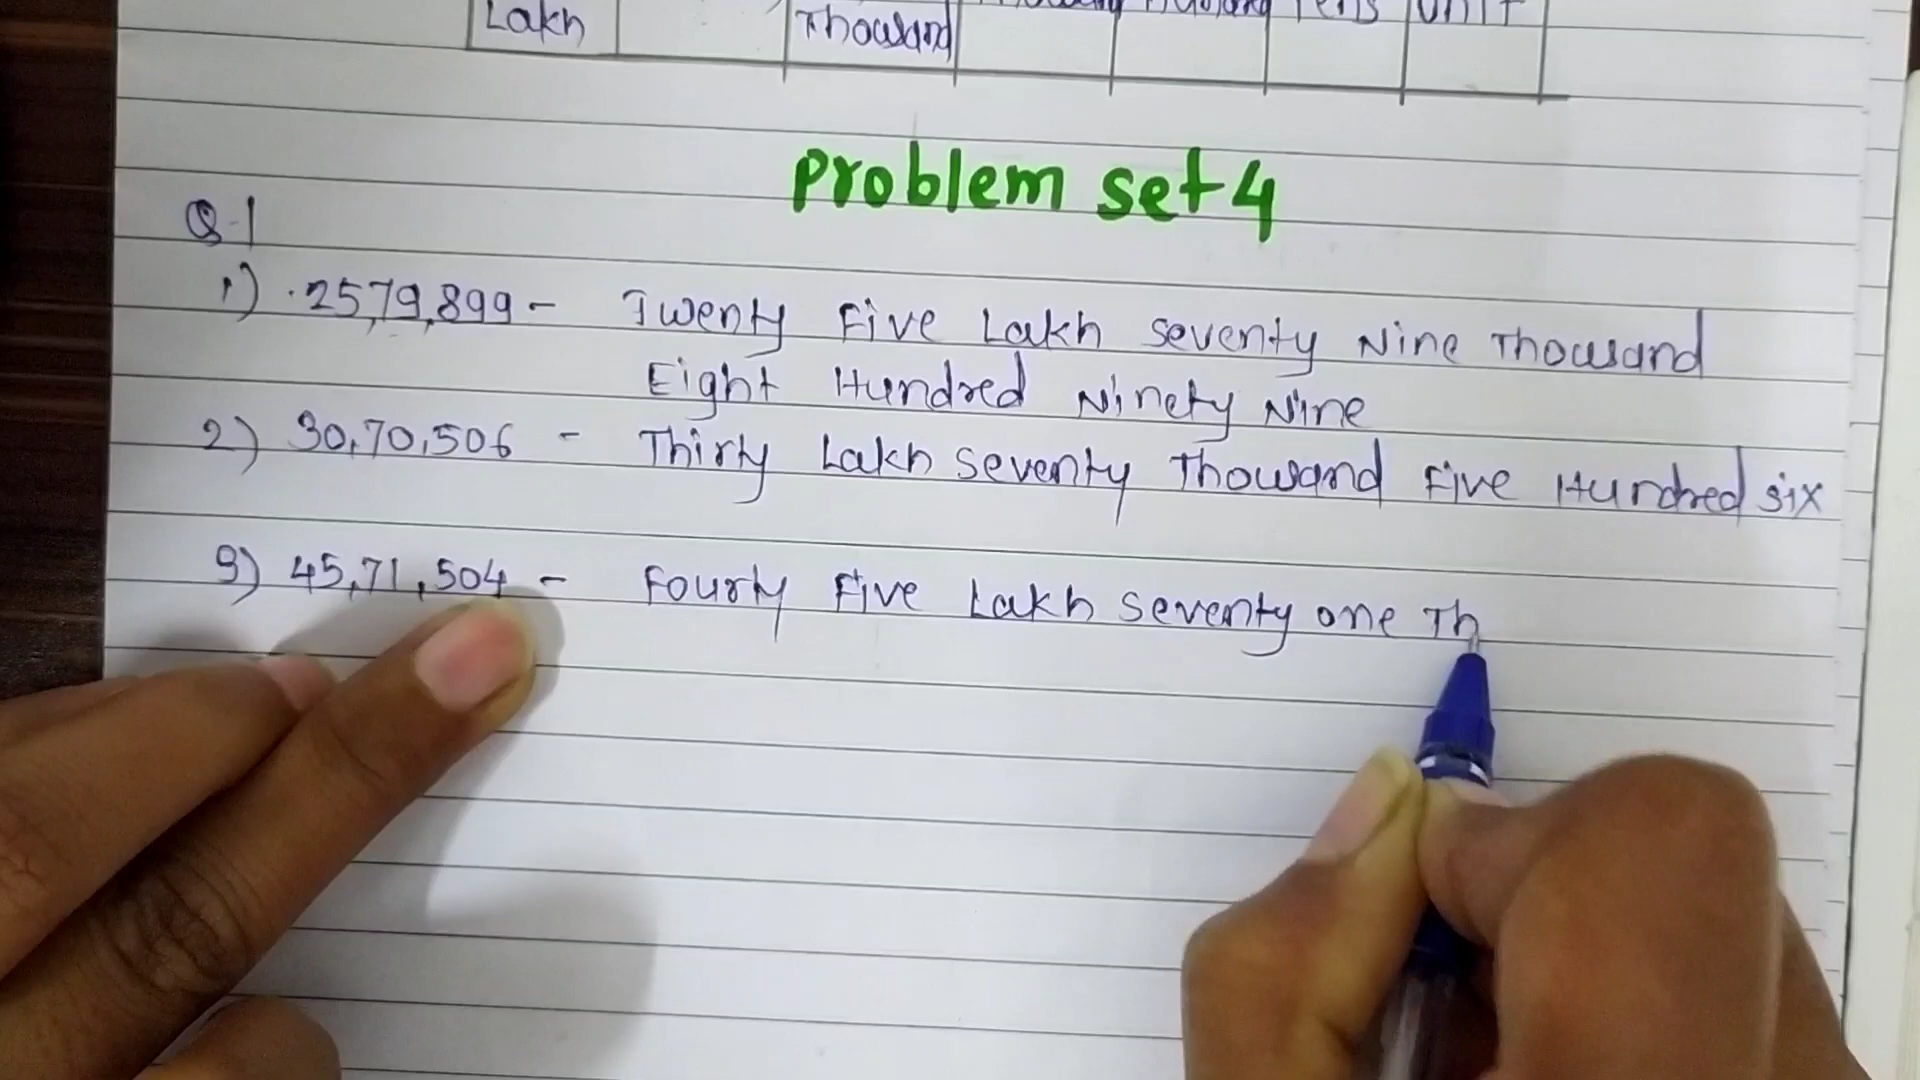 Lakh Thousand Tens Unit
Problem set 4
Q-1
1) 25,79,899 - Twenty Five Lakh Seventy Nine Thousand
Eight Hundred Ninety Nine
2) 30,70,506 - Thirty Lakh Seventy Thousand Five Hundred six
3) 45,71,504 - Fourty Five Lakh Seventy one Th